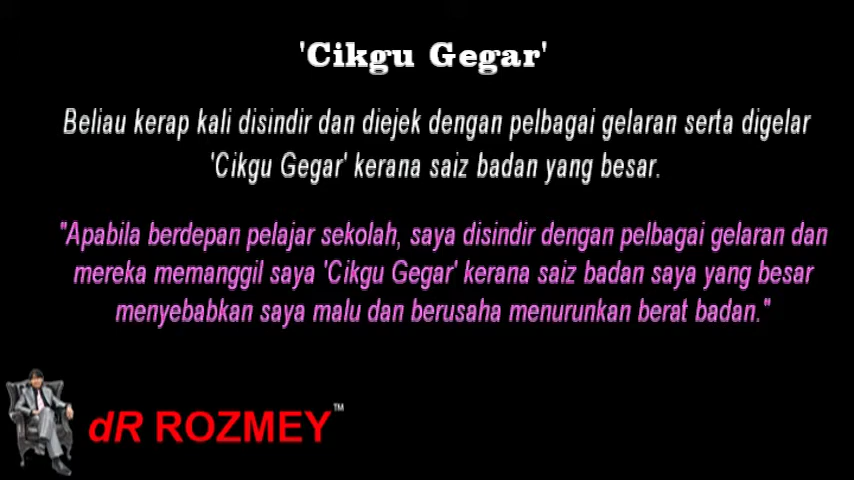 'Cikgu Gegar'
Beliau kerap kali disindir dan diejek dengan pelbagai gelaran serta digelar
'Cikgu Gegar' kerana saiz badan yang besar.
"Apabila berdepan pelajar sekolah, saya disindir dengan pelbagai gelaran dan
mereka memanggil saya 'Cikgu Gegar' kerana saiz badan saya yang besar
menyebabkan saya malu dan berusaha menurunkan berat badan."
dR ROZMEY™